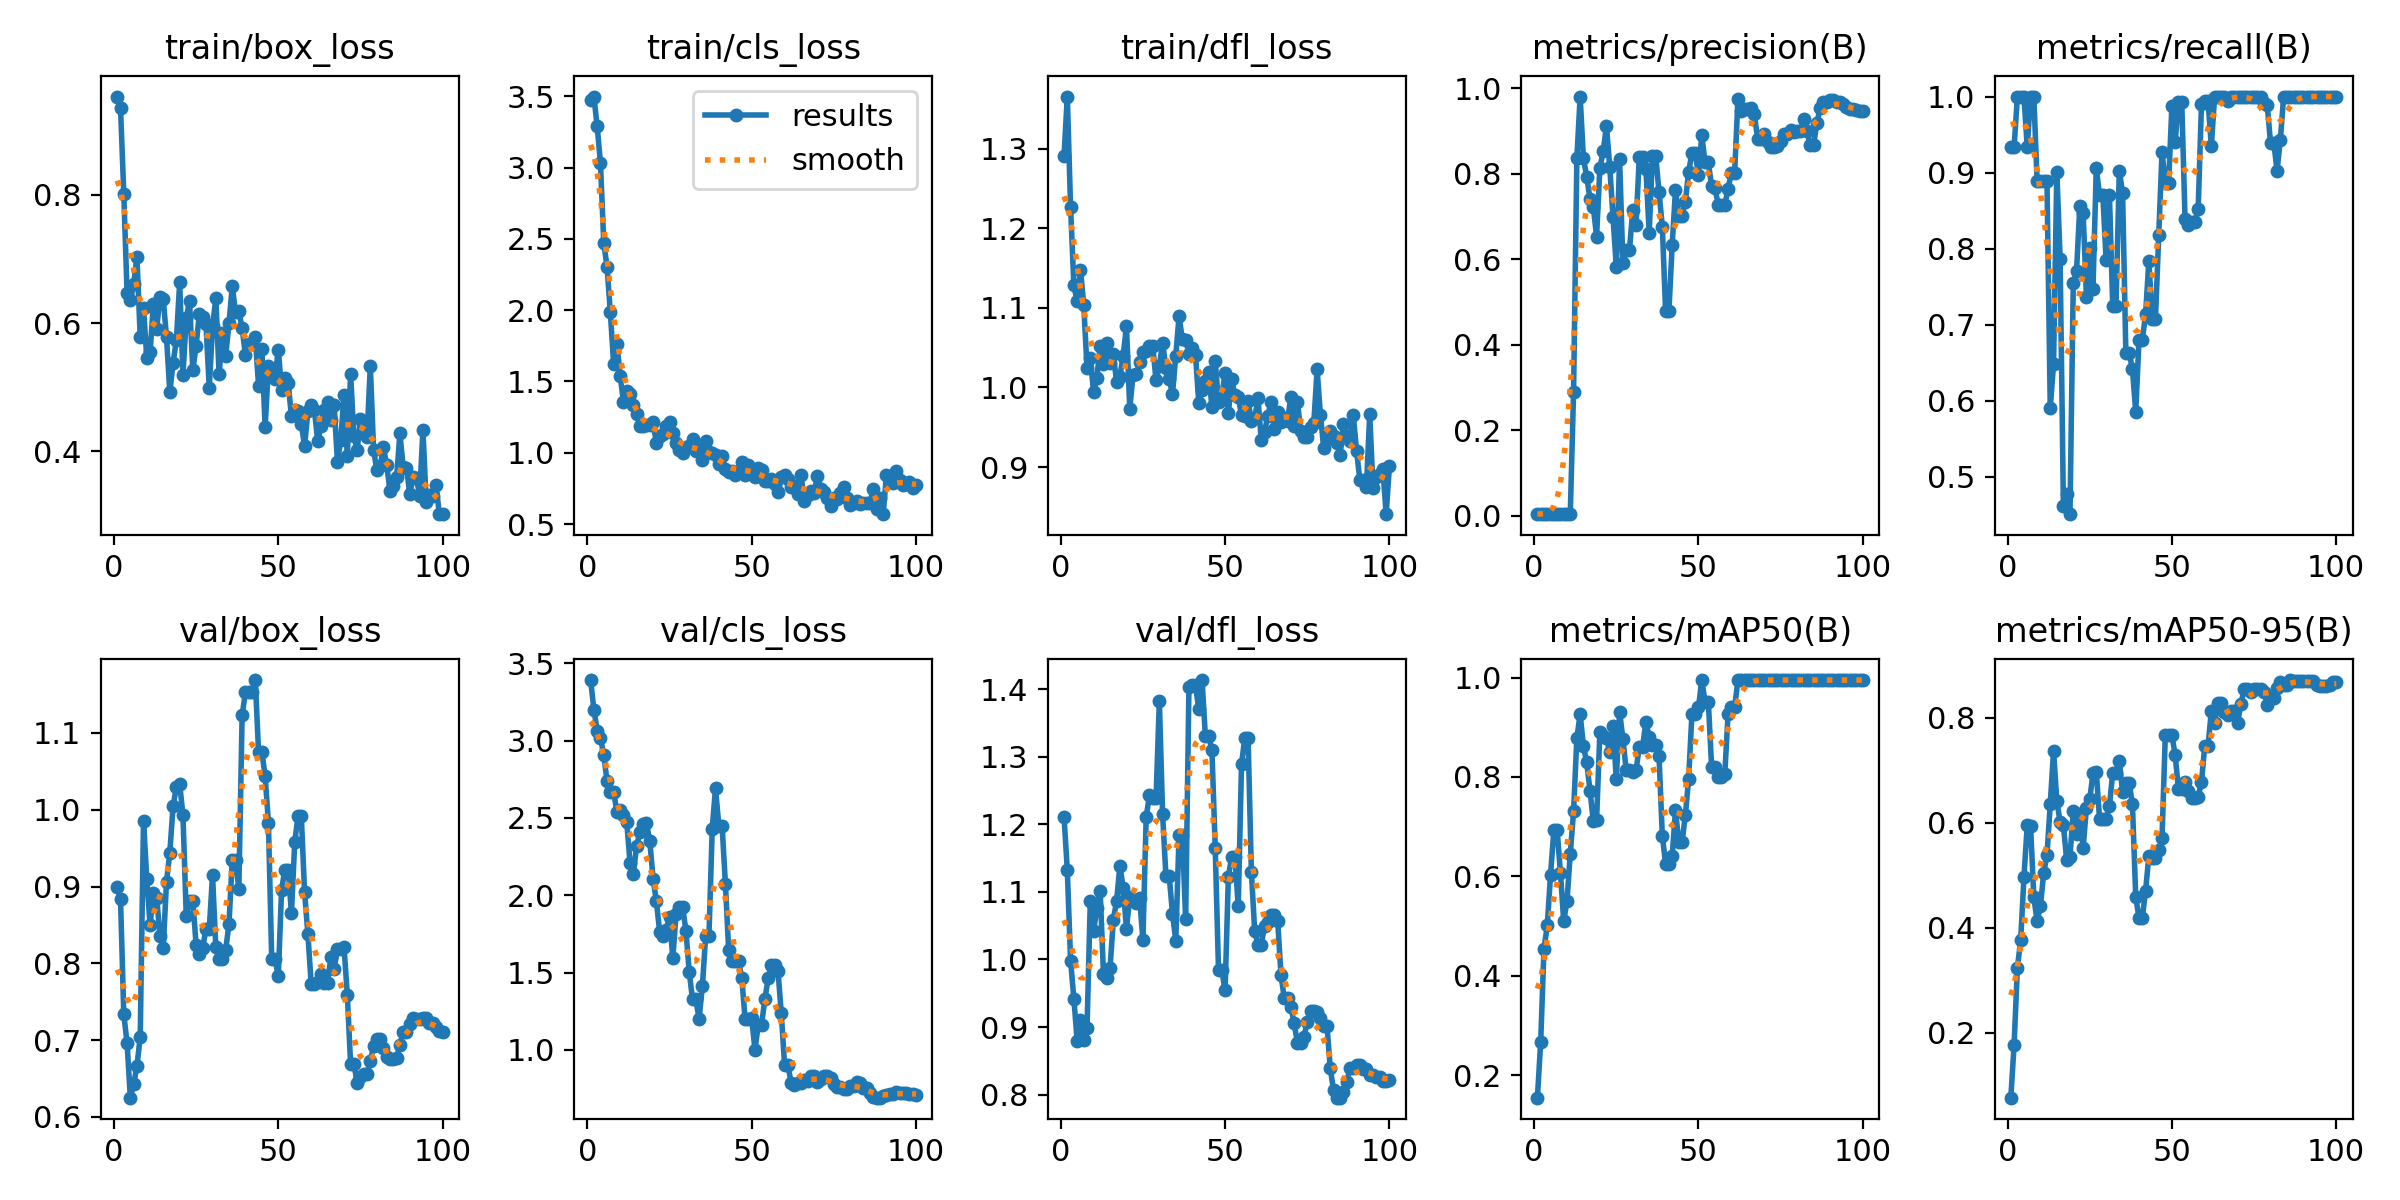 train/box_loss
0.8
0.6
0.4
0 50 100
train/cls_loss
results
smooth
3.5
3.0
2.5
2.0
1.5
1.0
0.5
0 50 100
train/dfl_loss
1.3
1.2
1.1
1.0
0.9
0 50 100
metrics/precision(B)
1.0
0.8
0.6
0.4
0.2
0.0
0 50 100
metrics/recall(B)
1.0
0.9
0.8
0.7
0.6
0.5
0 50 100
val/box_loss
1.1
1.0
0.9
0.8
0.7
0.6
0 50 100
val/cls_loss
3.5
3.0
2.5
2.0
1.5
1.0
0 50 100
val/dfl_loss
1.4
1.3
1.2
1.1
1.0
0.9
0.8
0 50 100
metrics/mAP50(B)
1.0
0.8
0.6
0.4
0.2
0 50 100
metrics/mAP50-95(B)
0.8
0.6
0.4
0.2
0 50 100